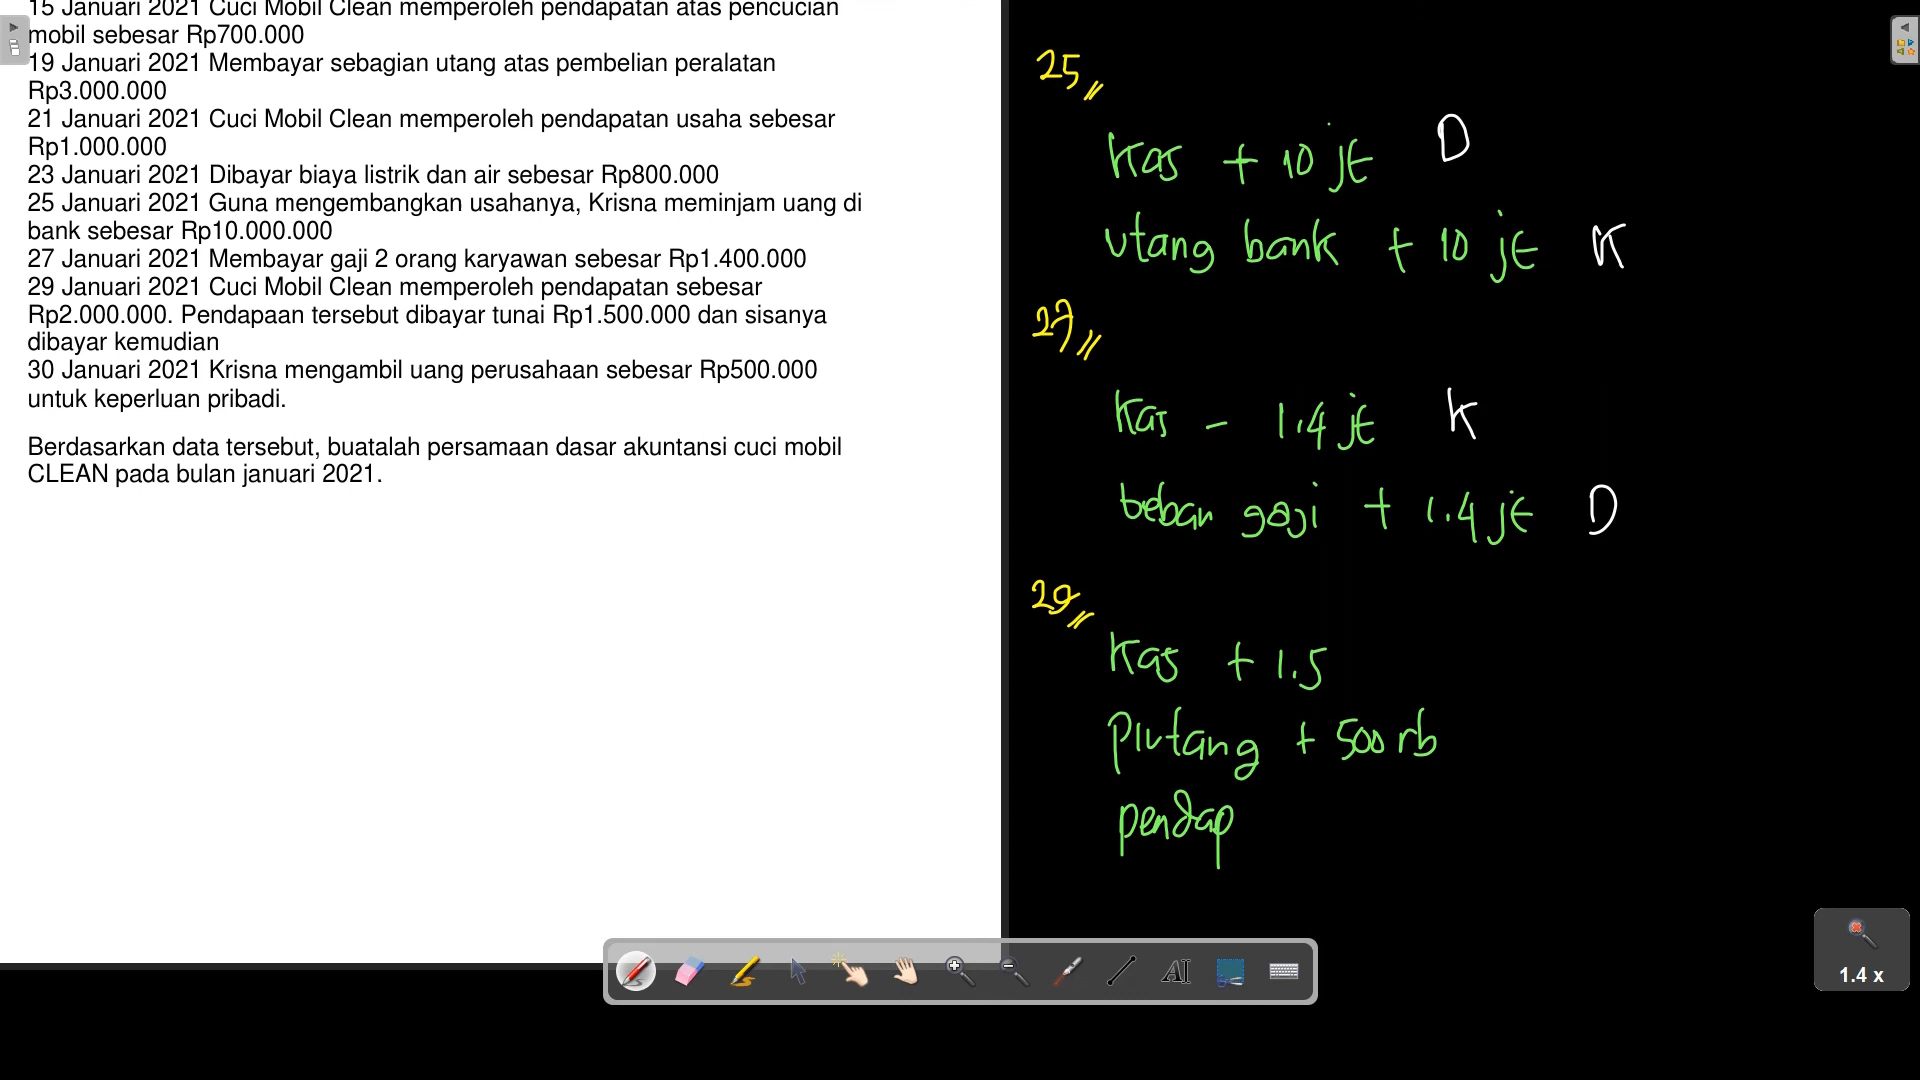 15 Januari 2021 Cuci Mobil Clean memperoleh pendapatan atas pencucian
mobil sebesar Rp700.000
19 Januari 2021 Membayar sebagian utang atas pembelian peralatan
Rp3.000.000
21 Januari 2021 Cuci Mobil Clean memperoleh pendapatan usaha sebesar
Rp1.000.000
23 Januari 2021 Dibayar biaya listrik dan air sebesar Rp800.000
25 Januari 2021 Guna mengembangkan usahanya, Krisna meminjam uang di
bank sebesar Rp10.000.000
27 Januari 2021 Membayar gaji 2 orang karyawan sebesar Rp1.400.000
29 Januari 2021 Cuci Mobil Clean memperoleh pendapatan sebesar
Rp2.000.000. Pendapaan tersebut dibayar tunai Rp1.500.000 dan sisanya
dibayar kemudian
30 Januari 2021 Krisna mengambil uang perusahaan sebesar Rp500.000
untuk keperluan pribadi.
Berdasarkan data tersebut, buatalah persamaan dasar akuntansi cuci mobil
CLEAN pada bulan januari 2021.
25 //
kas + 10 jt D
utang bank + 10 jt K
27 //
kas - 1.4 jt K
beban gaji + 1.4 jt D
29 //
kas + 1.5
piutang + 500 rb
pendap
AI
1.4 x